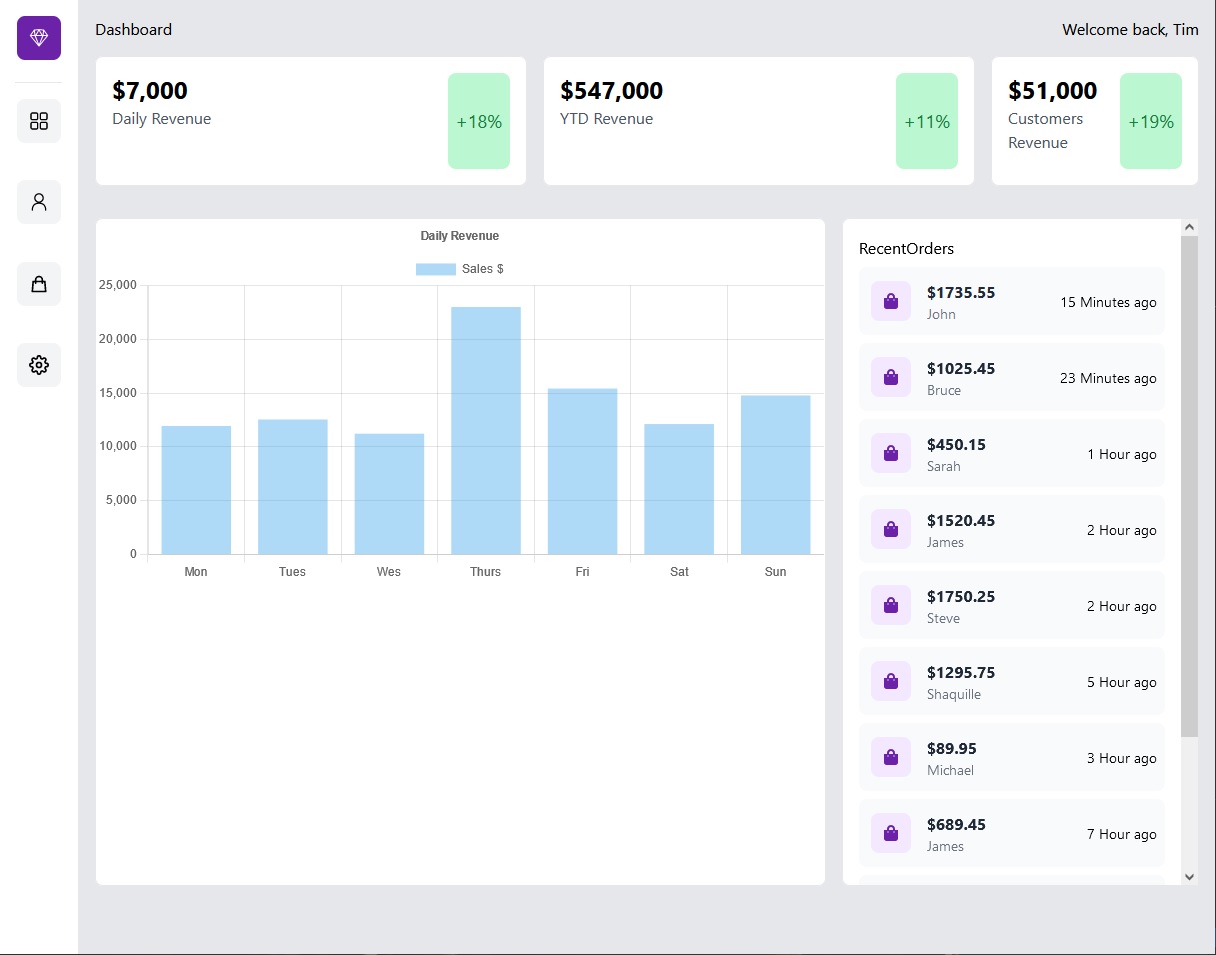 Dashboard
Welcome back, Tim
$7,000
Daily Revenue
+18%
$547,000
YTD Revenue
+11%
$51,000
Customers
Revenue
+19%
Daily Revenue
Sales $
25,000
20,000
15,000
10,000
5,000
0
Mon Tues Wes Thurs Fri Sat Sun
RecentOrders
$1735.55
John
15 Minutes ago
$1025.45
Bruce
23 Minutes ago
$450.15
Sarah
1 Hour ago
$1520.45
James
2 Hour ago
$1750.25
Steve
2 Hour ago
$1295.75
Shaquille
5 Hour ago
$89.95
Michael
3 Hour ago
$689.45
James
7 Hour ago